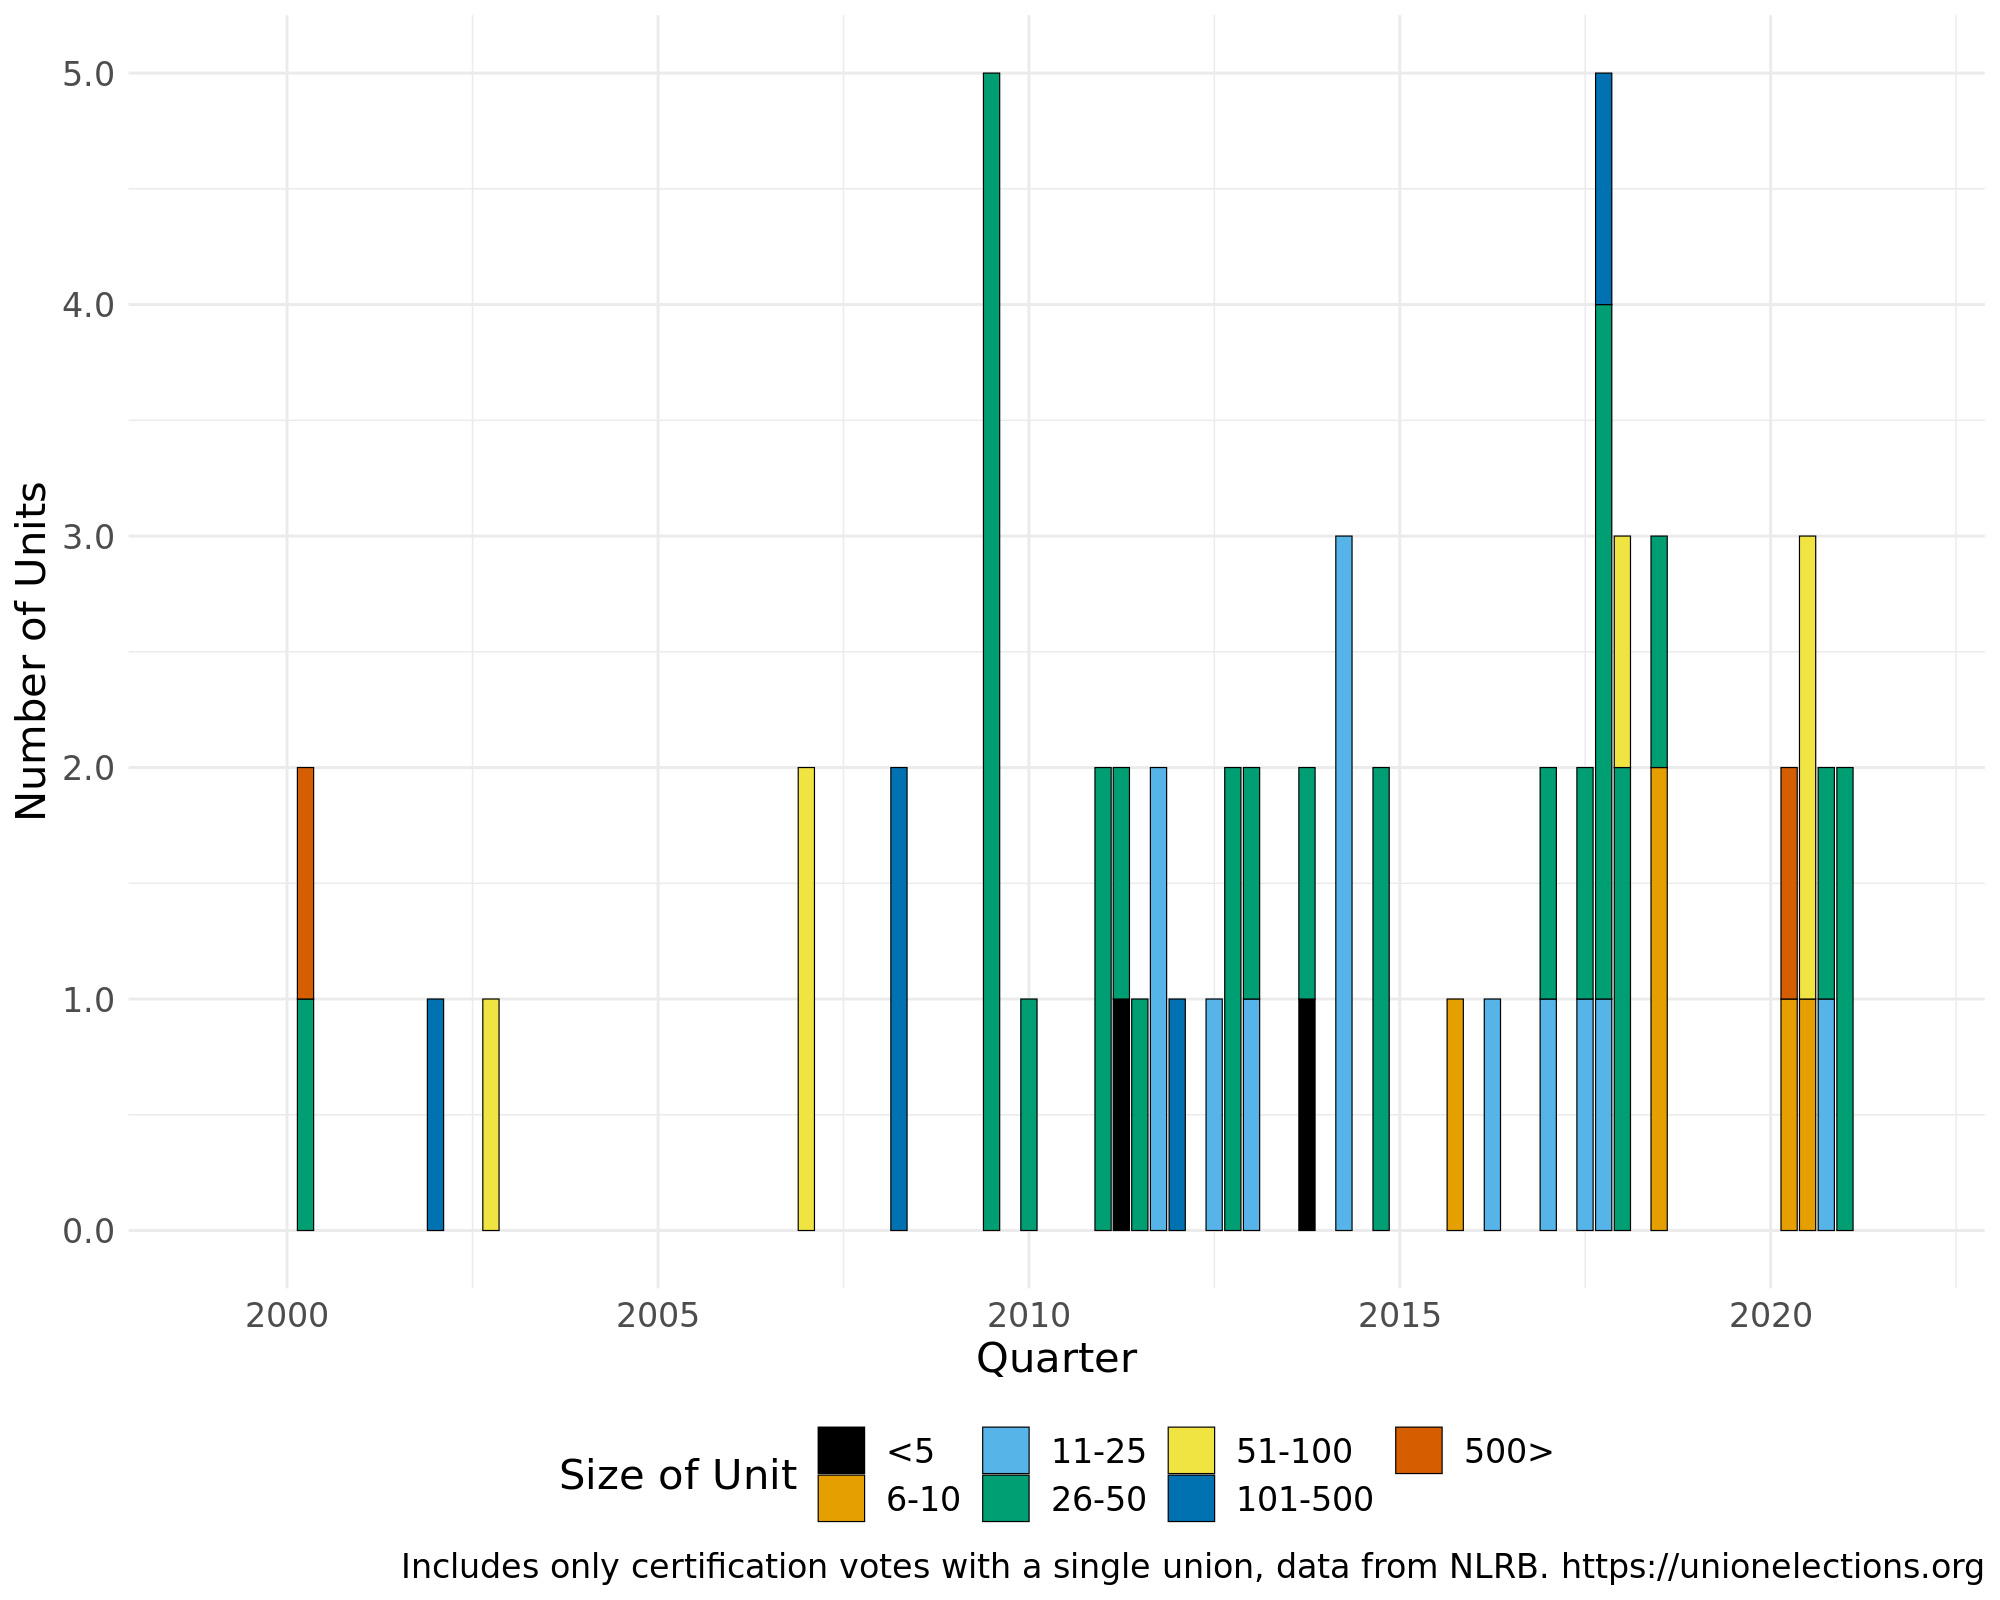 5.0
4.0
3.0
2.0
1.0
0.0
Number of Units
2000 2005 2010 2015 2020
Quarter
Size of Unit
<5 11-25 51-100 500>
6-10 26-50 101-500
Includes only certification votes with a single union, data from NLRB. https://unionelections.org